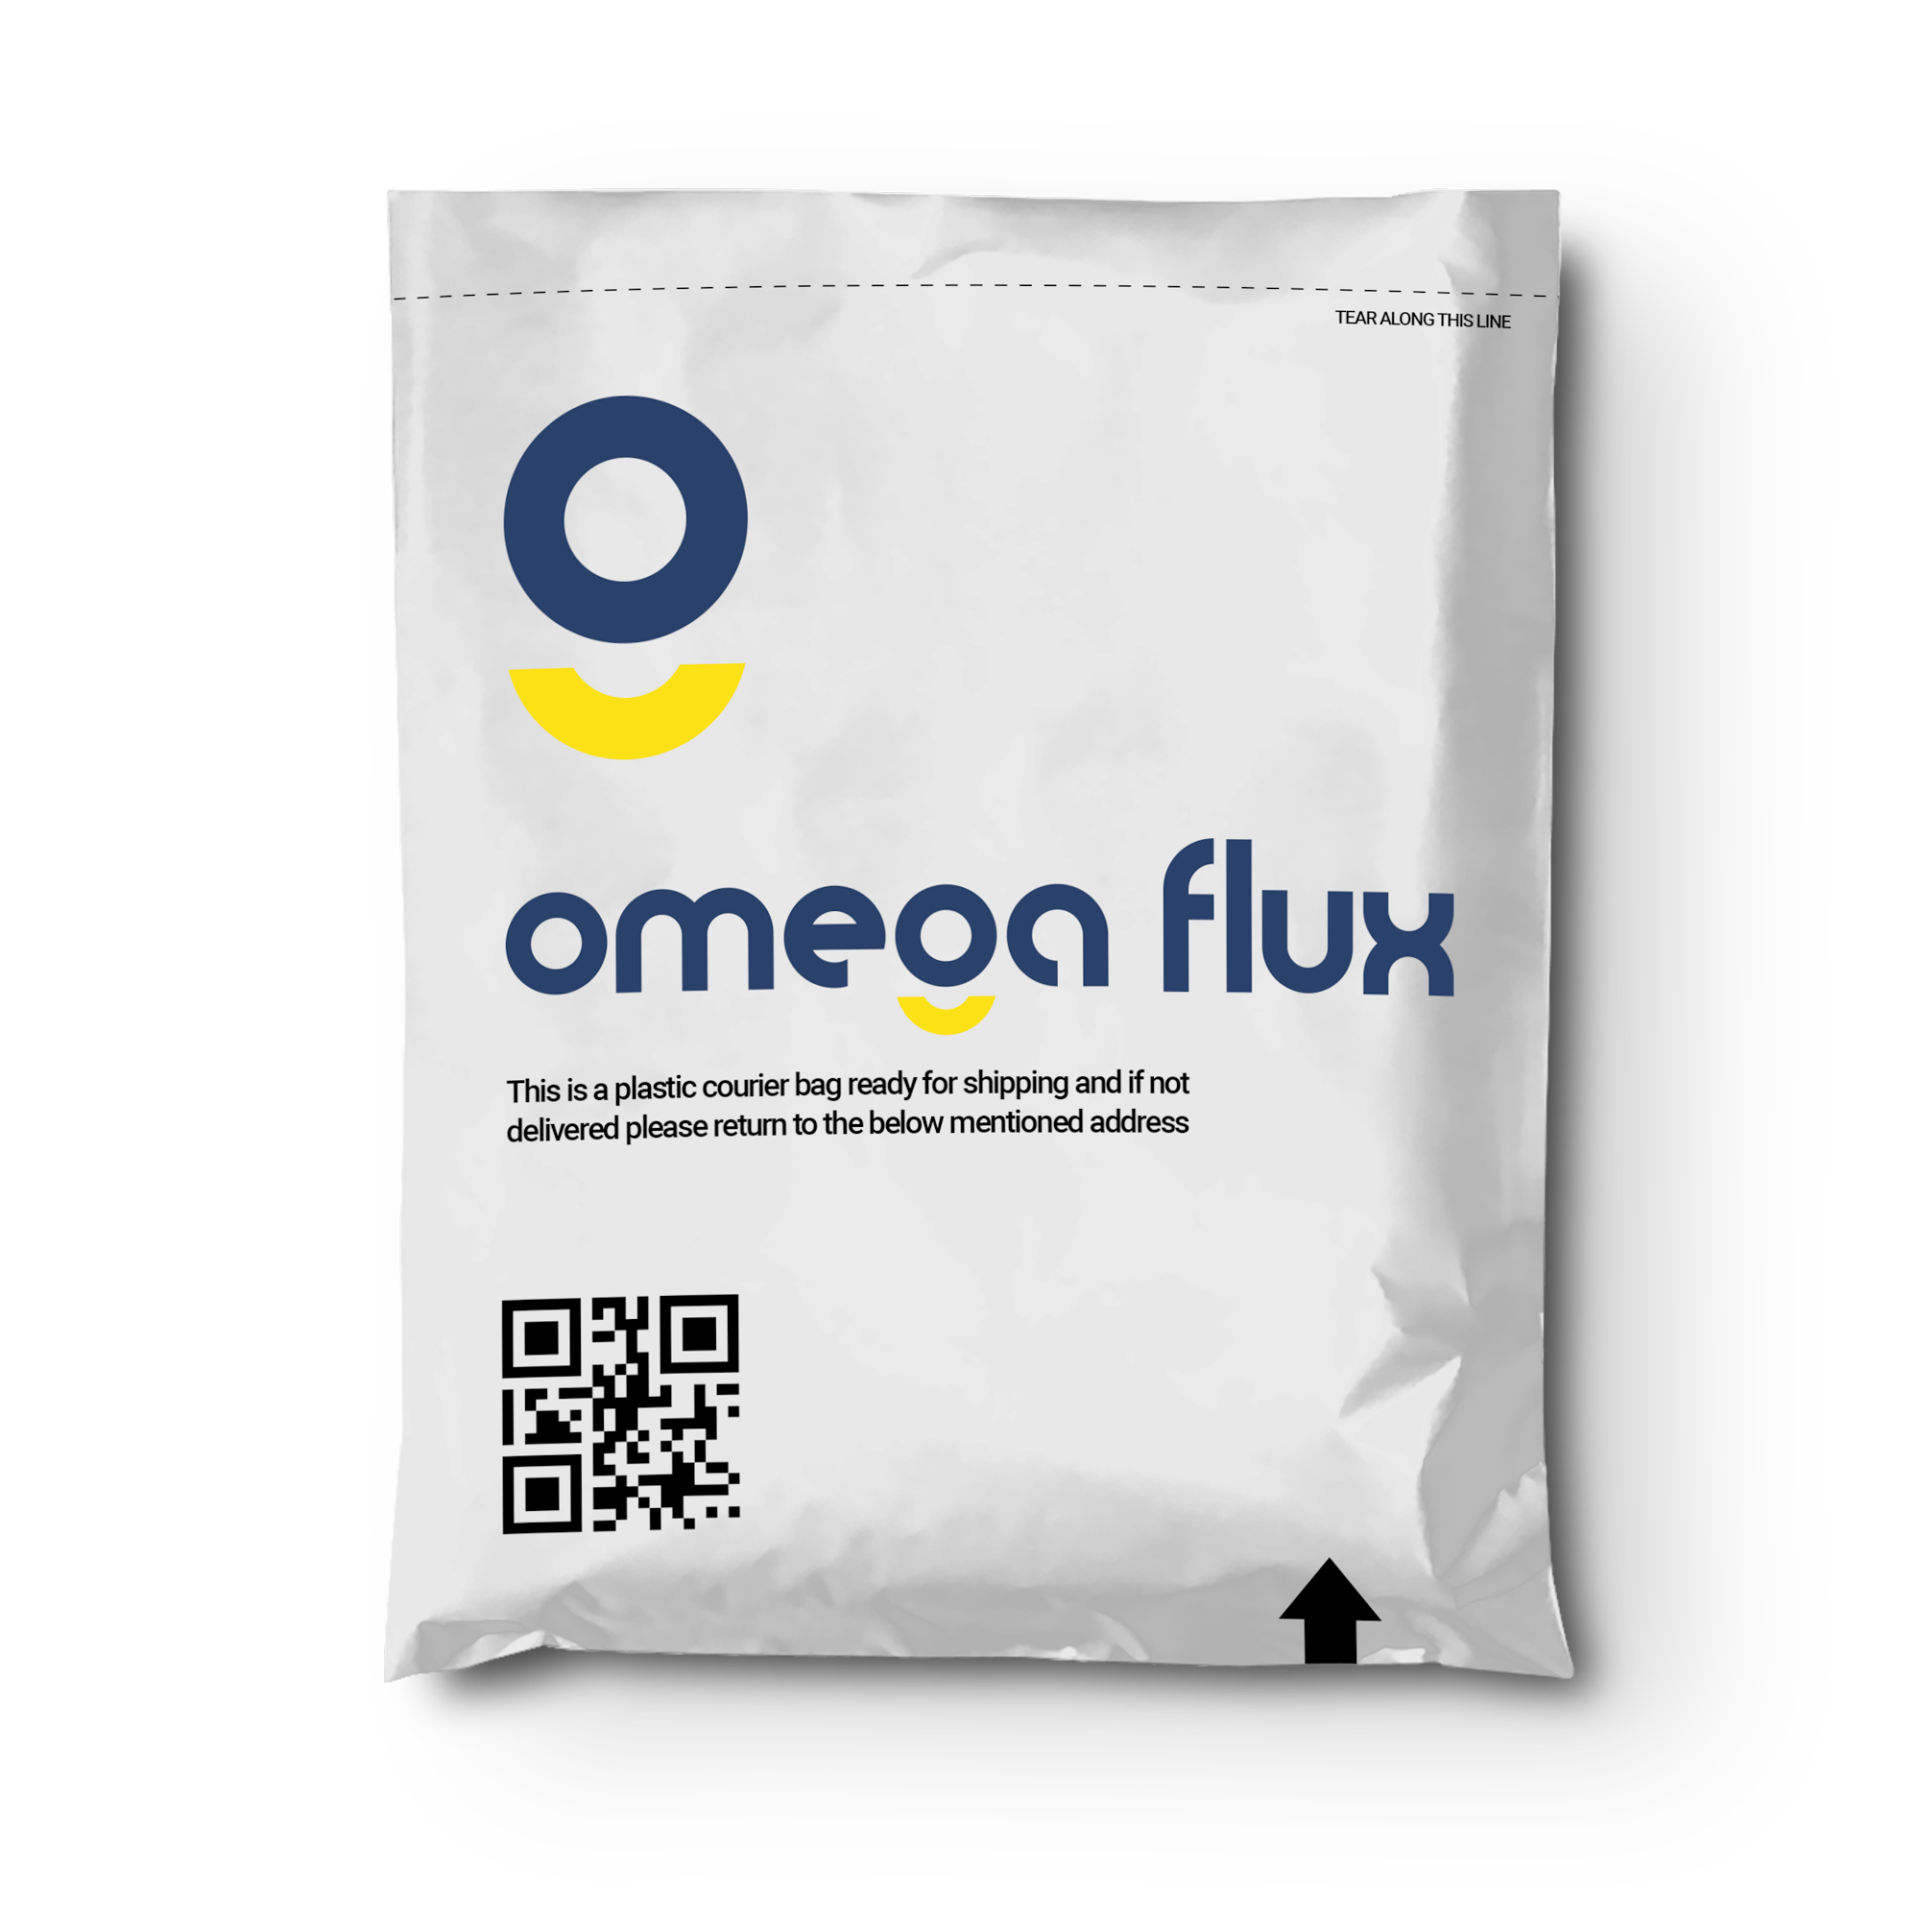 TEAR ALONG THIS LINE
omega flux
This is a plastic courier bag ready for shipping and if not
delivered please return to the below mentioned address